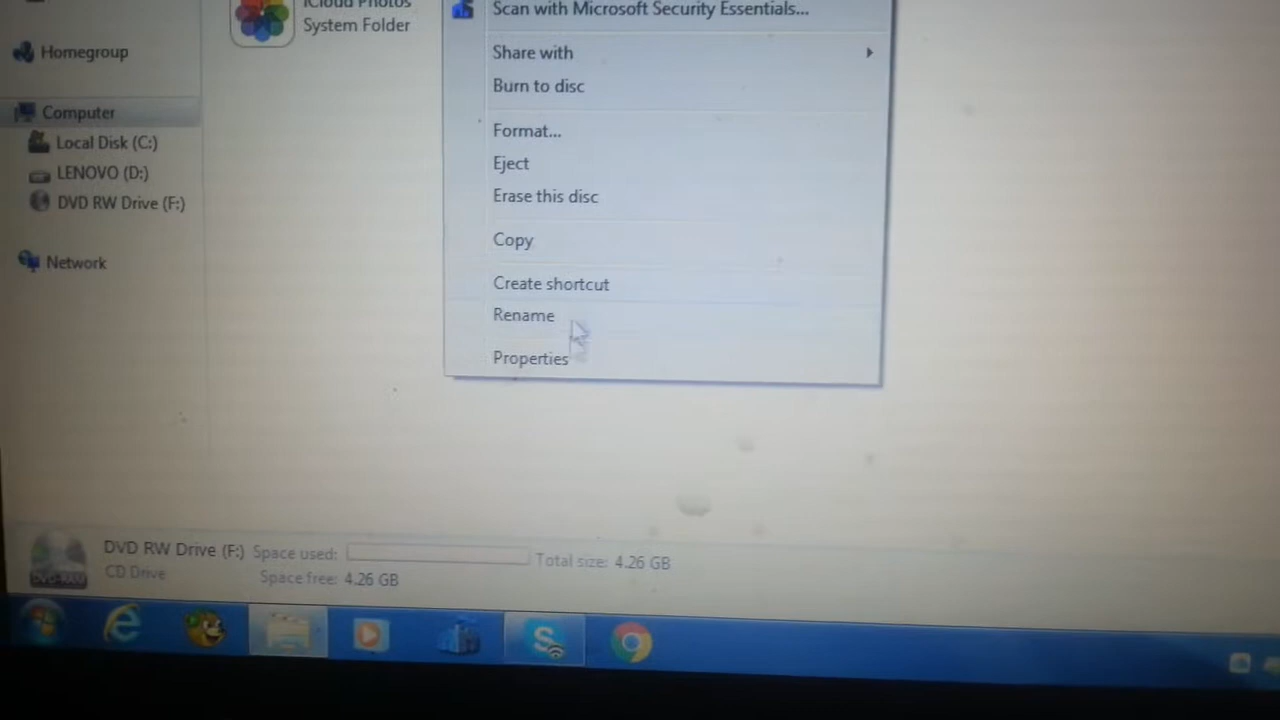 iCloud Photos
System Folder
Homegroup
Computer
Local Disk (C:)
LENOVO (D:)
DVD RW Drive (F:)
Network
Scan with Microsoft Security Essentials...
Share with
Burn to disc
Format...
Eject
Erase this disc
Copy
Create shortcut
Rename
Properties
DVD RW Drive (F:) Space used: Total size: 4.26 GB
CD Drive Space free: 4.26 GB